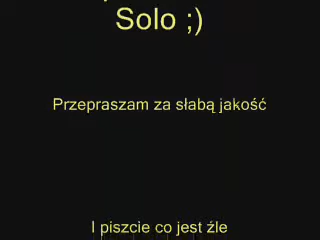 Solo ;)
Przepraszam za słabą jakość
I piszcie co jest źle